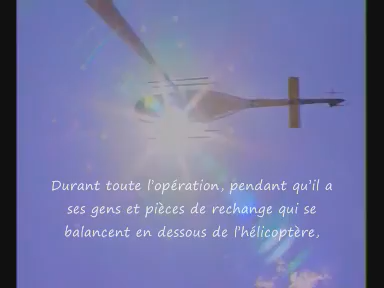 Durant toute l'opération, pendant qu'il a
ses gens et pièces de rechange qui se
balancent en dessous de l'hélicoptère,